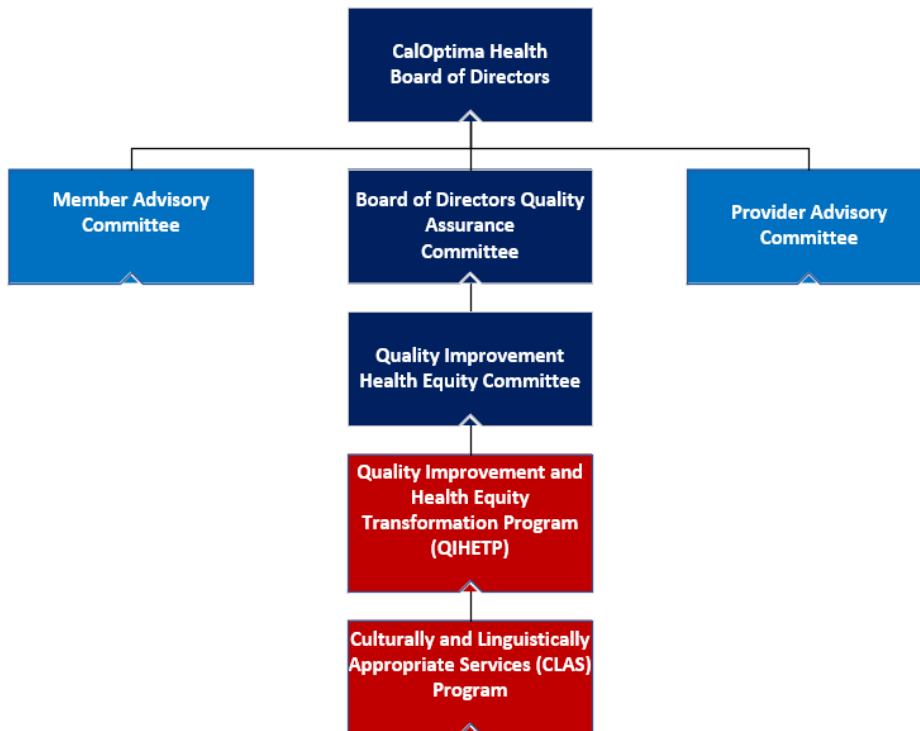 CalOptima Health
Board of Directors
Member Advisory
Committee
Board of Directors Quality
Assurance
Committee
Provider Advisory
Committee
Quality Improvement
Health Equity Committee
Quality Improvement and
Health Equity
Transformation Program
(QIHETP)
Culturally and Linguistically
Appropriate Services (CLAS)
Program